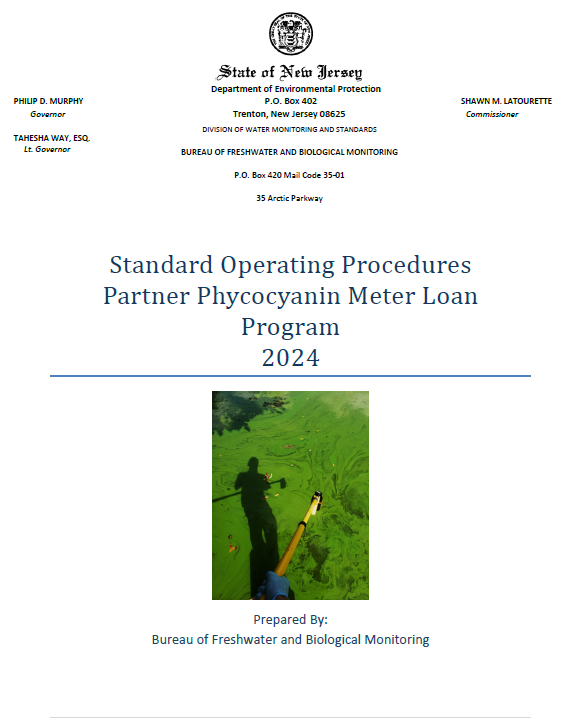 State of New Jersey
Department of Environmental Protection
PHILIP D. MURPHY
P.O. Box 402
SHAWN M. LATOURETTE
Governor
Trenton, New Jersey 08625
Commissioner
DIVISION OF WATER MONITORING AND STANDARDS
TAHESHA WAY, ESQ.
Lt. Governor
BUREAU OF FRESHWATER AND BIOLOGICAL MONITORING
P.O. Box 420 Mail Code 35-01
35 Arctic Parkway
Standard Operating Procedures
Partner Phycocyanin Meter Loan
Program
2024
Prepared By:
Bureau of Freshwater and Biological Monitoring